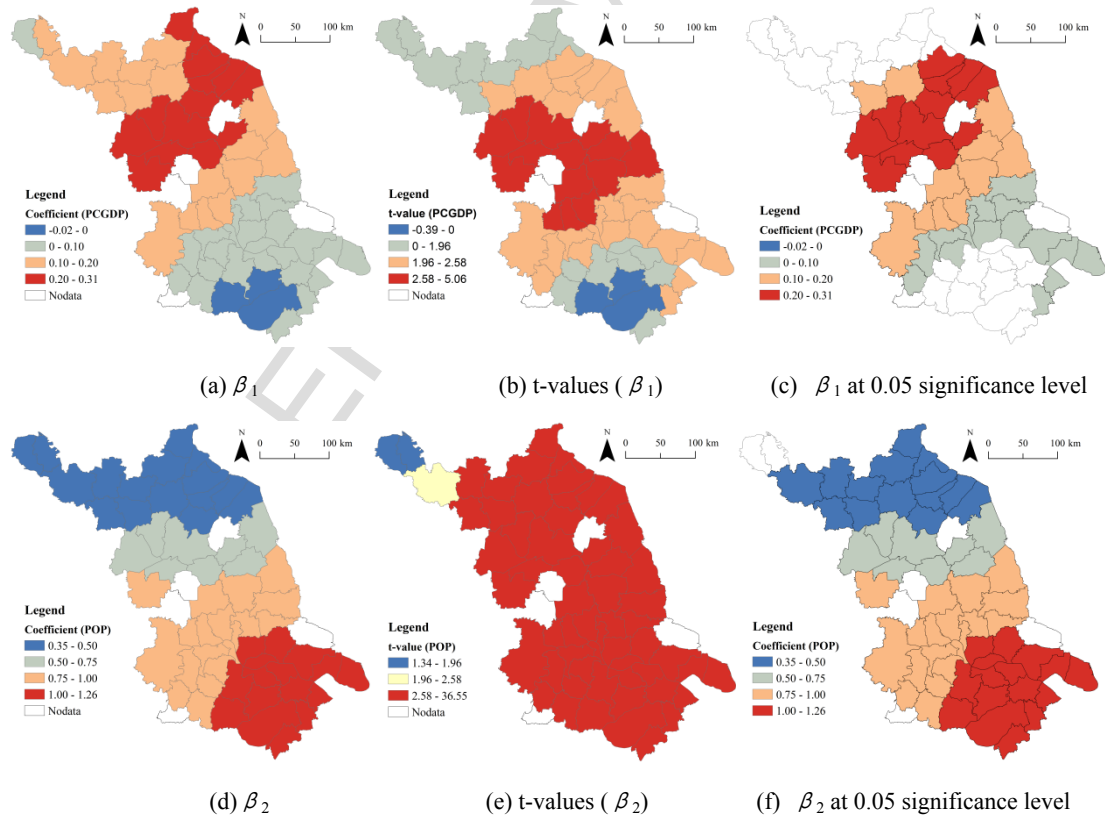 N
0 50 100 km
Legend
Coefficient (PCGDP)
-0.02 - 0
0 - 0.10
0.10 - 0.20
0.20 - 0.31
Nodata
(a) β1
N
0 50 100 km
Legend
t-value (PCGDP)
-0.39 - 0
0 - 1.96
1.96 - 2.58
2.58 - 5.06
Nodata
(b) t-values ( β1)
N
0 50 100 km
Legend
Coefficient (PCGDP)
-0.02 - 0
0 - 0.10
0.10 - 0.20
0.20 - 0.31
(c) β1 at 0.05 significance level
N
0 50 100 km
Legend
Coefficient (POP)
0.35 - 0.50
0.50 - 0.75
0.75 - 1.00
1.00 - 1.26
Nodata
(d) β2
N
0 50 100 km
Legend
t-value (POP)
1.34 - 1.96
1.96 - 2.58
2.58 - 36.55
Nodata
(e) t-values ( β2)
N
0 50 100 km
Legend
Coefficient (POP)
0.35 - 0.50
0.50 - 0.75
0.75 - 1.00
1.00 - 1.26
(f) β2 at 0.05 significance level